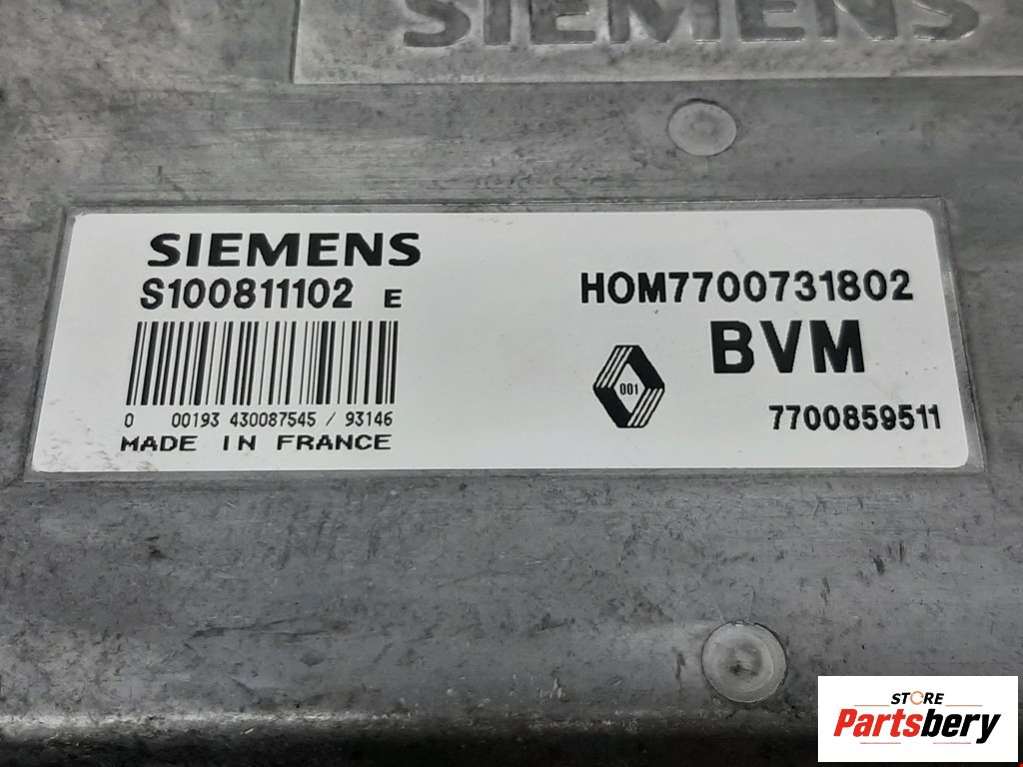 SIEMENS
SIEMENS
S100811102 E
0 00193 430087545 / 93146
MADE IN FRANCE
HOM7700731802
BVM
001
7700859511
STORE
Partsbery